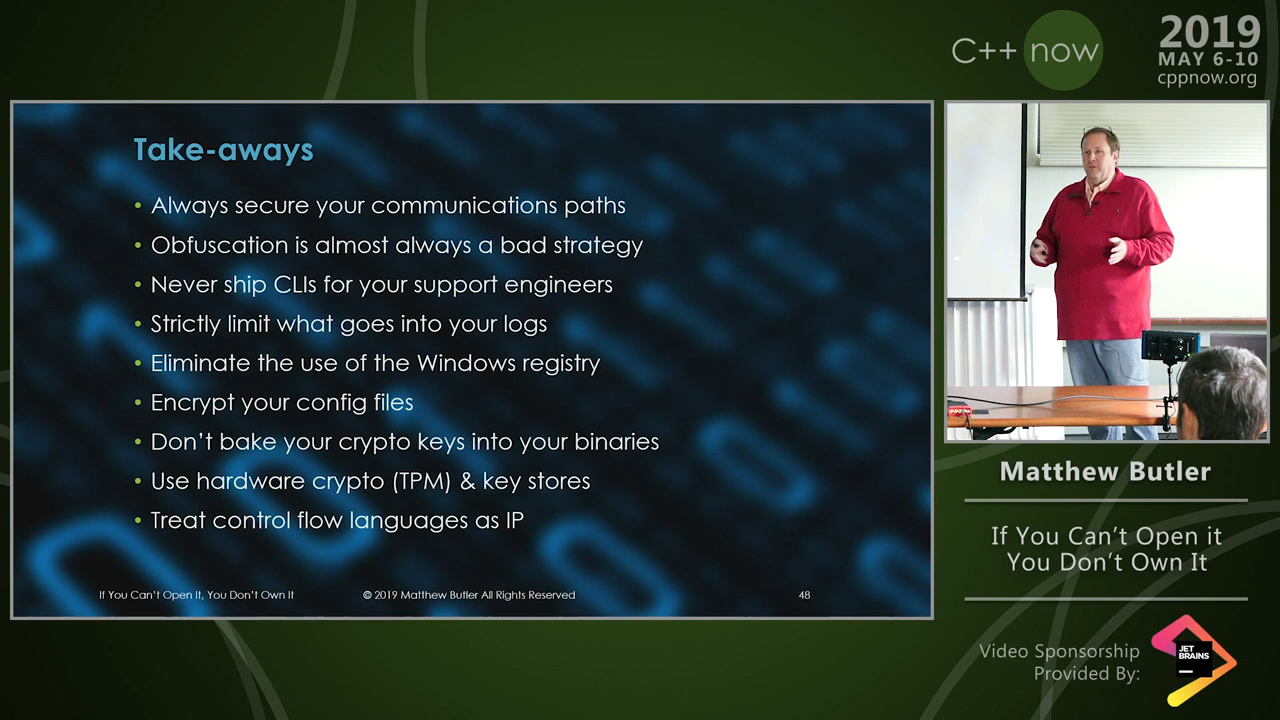 C++ now
2019
MAY 6-10
cppnow.org
Take-aways
• Always secure your communications paths
• Obfuscation is almost always a bad strategy
• Never ship CLIs for your support engineers
• Strictly limit what goes into your logs
• Eliminate the use of the Windows registry
• Encrypt your config files
• Don't bake your crypto keys into your binaries
• Use hardware crypto (TPM) & key stores
• Treat control flow languages as IP
If You Can't Open It, You Don't Own It
© 2019 Matthew Butler All Rights Reserved
48
Matthew Butler
If You Can't Open it
You Don't Own It
Video Sponsorship
Provided By:
JET
BRAINS